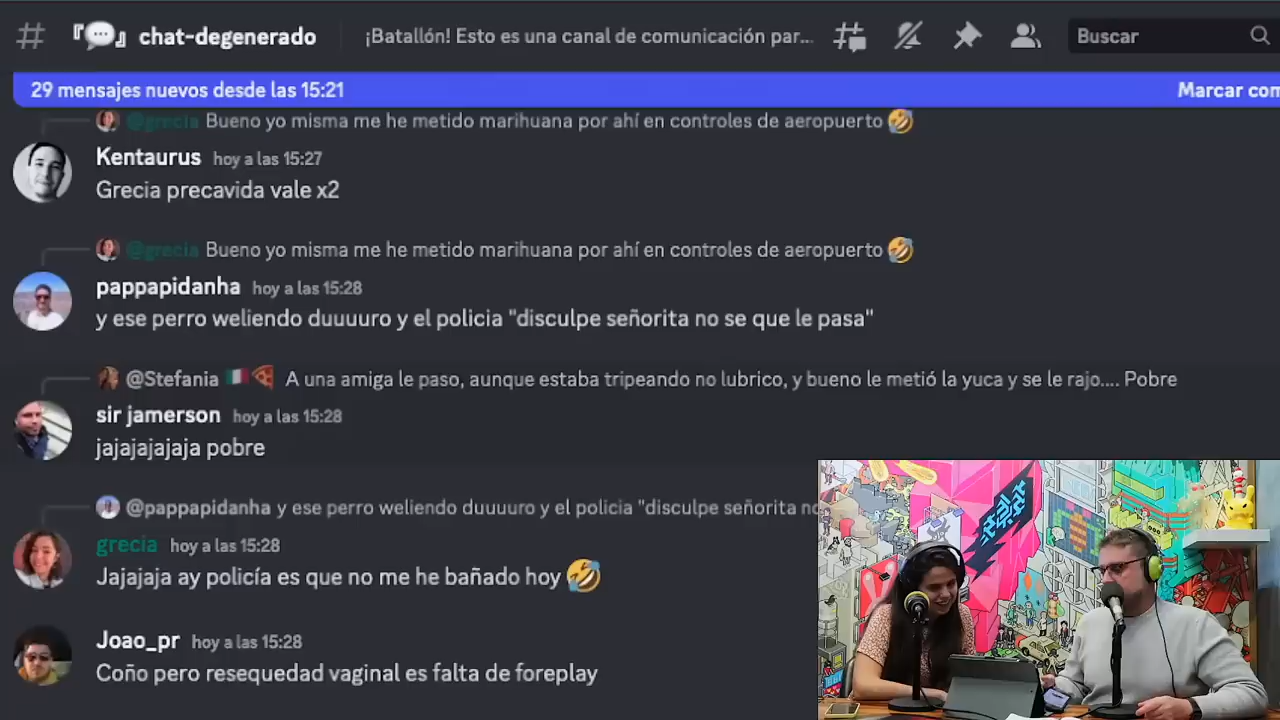 chat-degenerado ¡Batallón! Esto es una canal de comunicación par... Buscar
29 mensajes nuevos desde las 15:21 Marcar com
@grecia Bueno yo misma me he metido marihuana por ahí en controles de aeropuerto 🤣
Kentaurus hoy a las 15:27
Grecia precavida vale x2
@grecia Bueno yo misma me he metido marihuana por ahí en controles de aeropuerto 🤣
pappapidanha hoy a las 15:28
y ese perro weliendo duuuuro y el policia "disculpe señorita no se que le pasa"
@Stefania 🇮🇹🍕 A una amiga le paso, aunque estaba tripeando no lubrico, y bueno le metió la yuca y se le rajo.... Pobre
sir jamerson hoy a las 15:28
jajajajajaja pobre
@pappapidanha y ese perro weliendo duuuuro y el policia "disculpe señorita no
grecia hoy a las 15:28
Jajajaja ay policía es que no me he bañado hoy 🤣
Joao_pr hoy a las 15:28
Coño pero resequedad vaginal es falta de foreplay